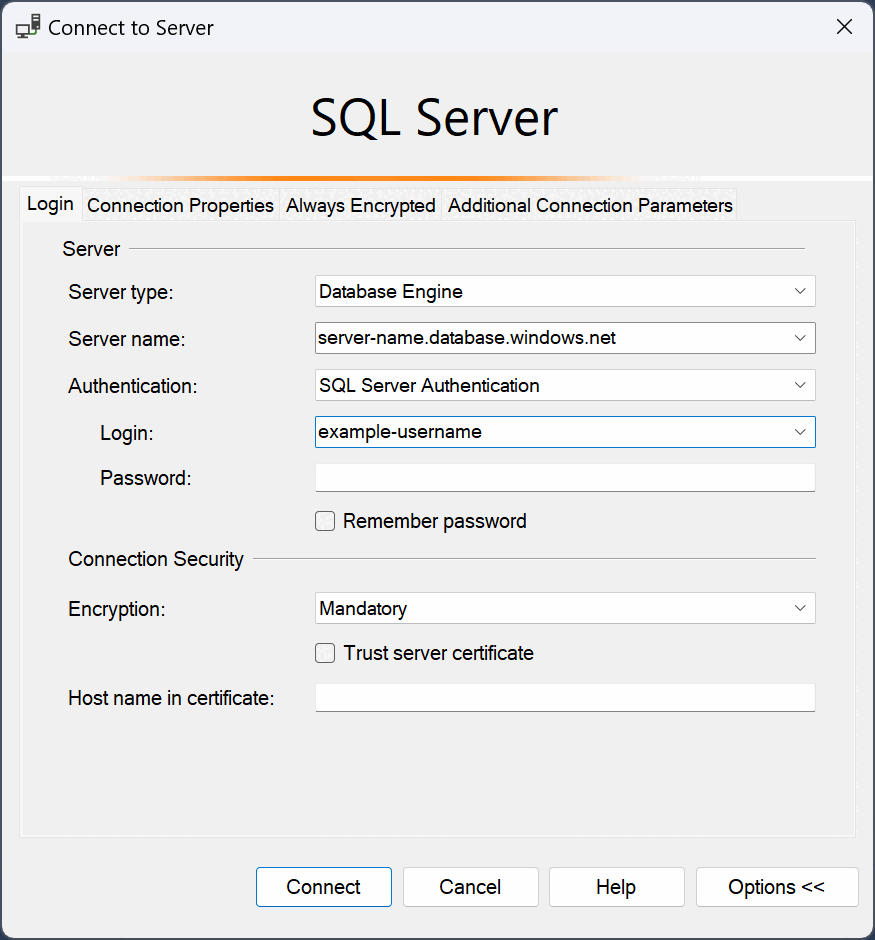 Connect to Server
SQL Server
Login Connection Properties Always Encrypted Additional Connection Parameters
Server
Server type: Database Engine
Server name: server-name.database.windows.net
Authentication: SQL Server Authentication
Login: example-username
Password:
Remember password
Connection Security
Encryption: Mandatory
Trust server certificate
Host name in certificate:
Connect Cancel Help Options <<